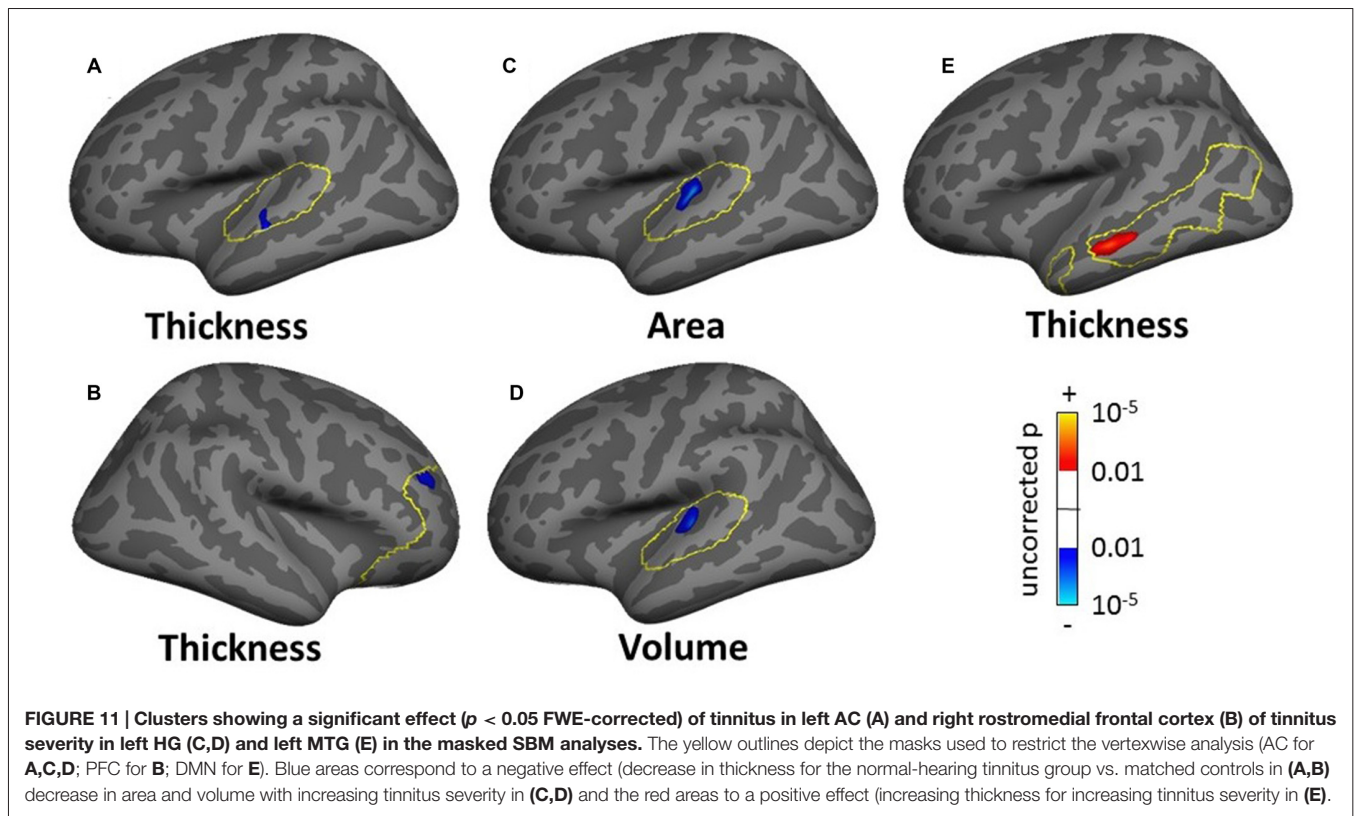 A
C
E
Thickness
Area
Thickness
B
D
Thickness
Volume
uncorrected p
+
10-5
0.01
0.01
10-5
-
FIGURE 11 | Clusters showing a significant effect (p < 0.05 FWE-corrected) of tinnitus in left AC (A) and right rostromedial frontal cortex (B) of tinnitus
severity in left HG (C,D) and left MTG (E) in the masked SBM analyses. The yellow outlines depict the masks used to restrict the vertexwise analysis (AC for
A,C,D; PFC for B; DMN for E). Blue areas correspond to a negative effect (decrease in thickness for the normal-hearing tinnitus group vs. matched controls in (A,B)
decrease in area and volume with increasing tinnitus severity in (C,D) and the red areas to a positive effect (increasing thickness for increasing tinnitus severity in (E).